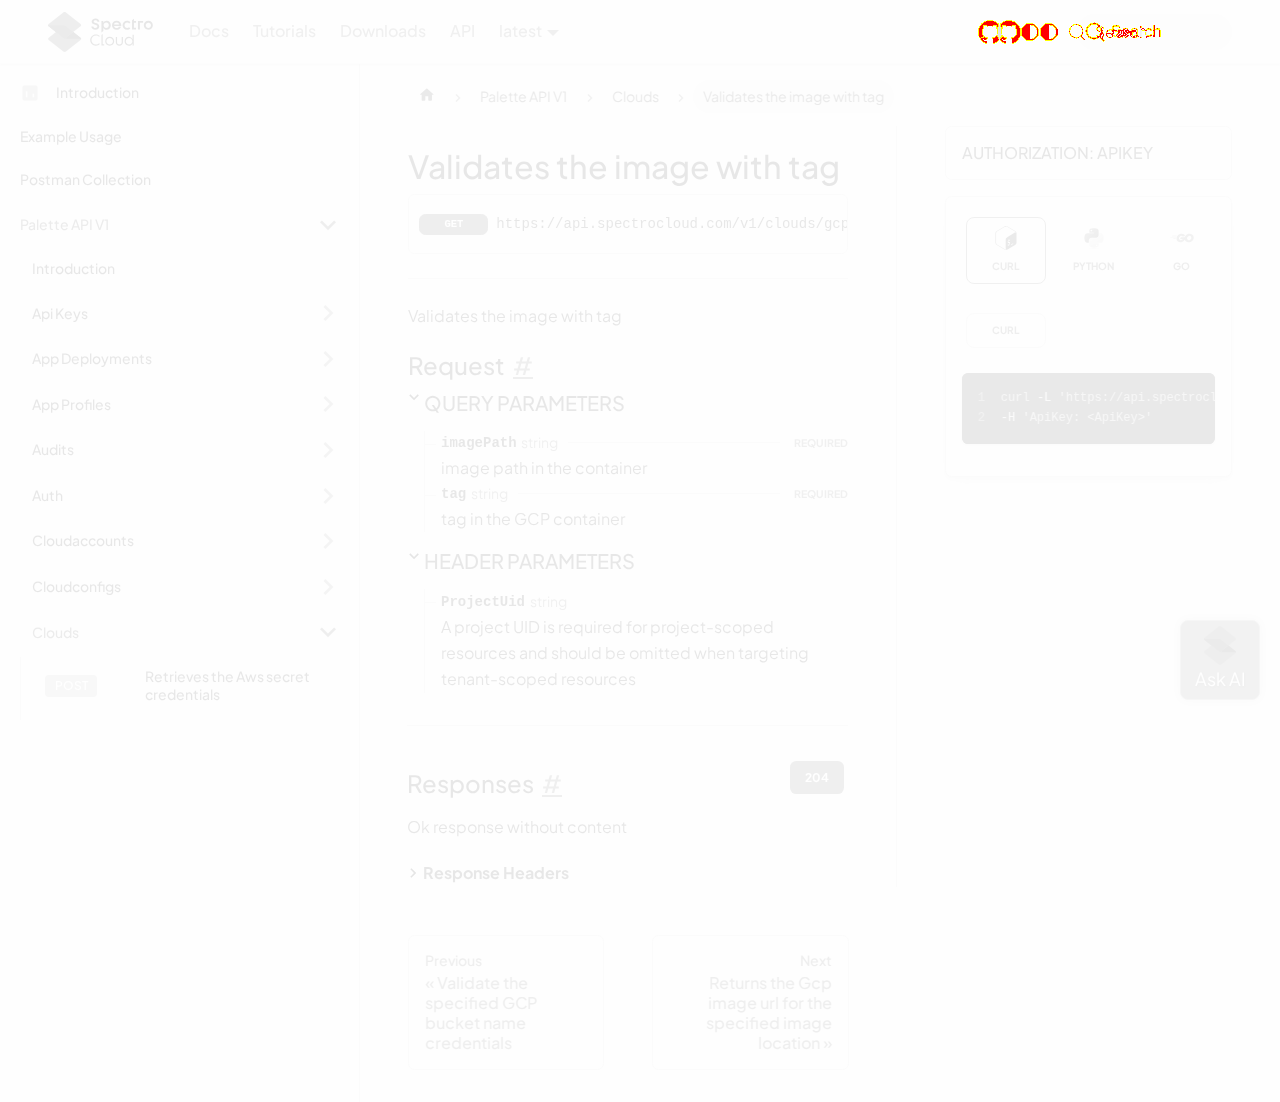 Spectro
Cloud
Docs
Tutorials
Downloads
API
latest
Introduction
Example Usage
Postman Collection
Palette API V1
Introduction
Api Keys
App Deployments
App Profiles
Audits
Auth
Cloudaccounts
Cloudconfigs
Clouds
POST
Retrieves the Aws secret
credentials
Palette API V1
Clouds
Validates the image with tag
Validates the image with tag
GET
https://api.spectrocloud.com/v1/clouds/gcp
Validates the image with tag
Request #
QUERY PARAMETERS
imagePath string REQUIRED
image path in the container
tag string REQUIRED
tag in the GCP container
HEADER PARAMETERS
ProjectUid string
A project UID is required for project-scoped
resources and should be omitted when targeting
tenant-scoped resources
Responses #
204
Ok response without content
Response Headers
Previous
« Validate the
specified GCP
bucket name
credentials
Next
Returns the Gcp
image url for the
specified image
location »
AUTHORIZATION: APIKEY
CURL
PYTHON
GO
GO
CURL
1 curl -L 'https://api.spectrocl
2 -H 'ApiKey: <ApiKey>'
Ask AI